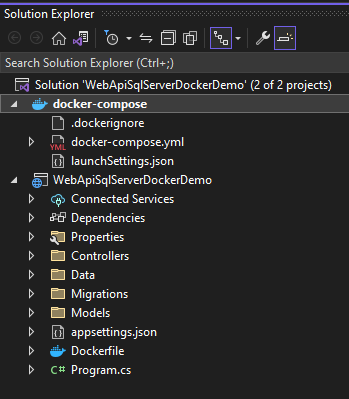 Solution Explorer
Search Solution Explorer (Ctrl+;)
Solution 'WebApiSqlServerDockerDemo' (2 of 2 projects)
docker-compose
.dockerignore
YML docker-compose.yml
launchSettings.json
WebApiSqlServerDockerDemo
Connected Services
Dependencies
Properties
Controllers
Data
Migrations
Models
appsettings.json
Dockerfile
C# Program.cs